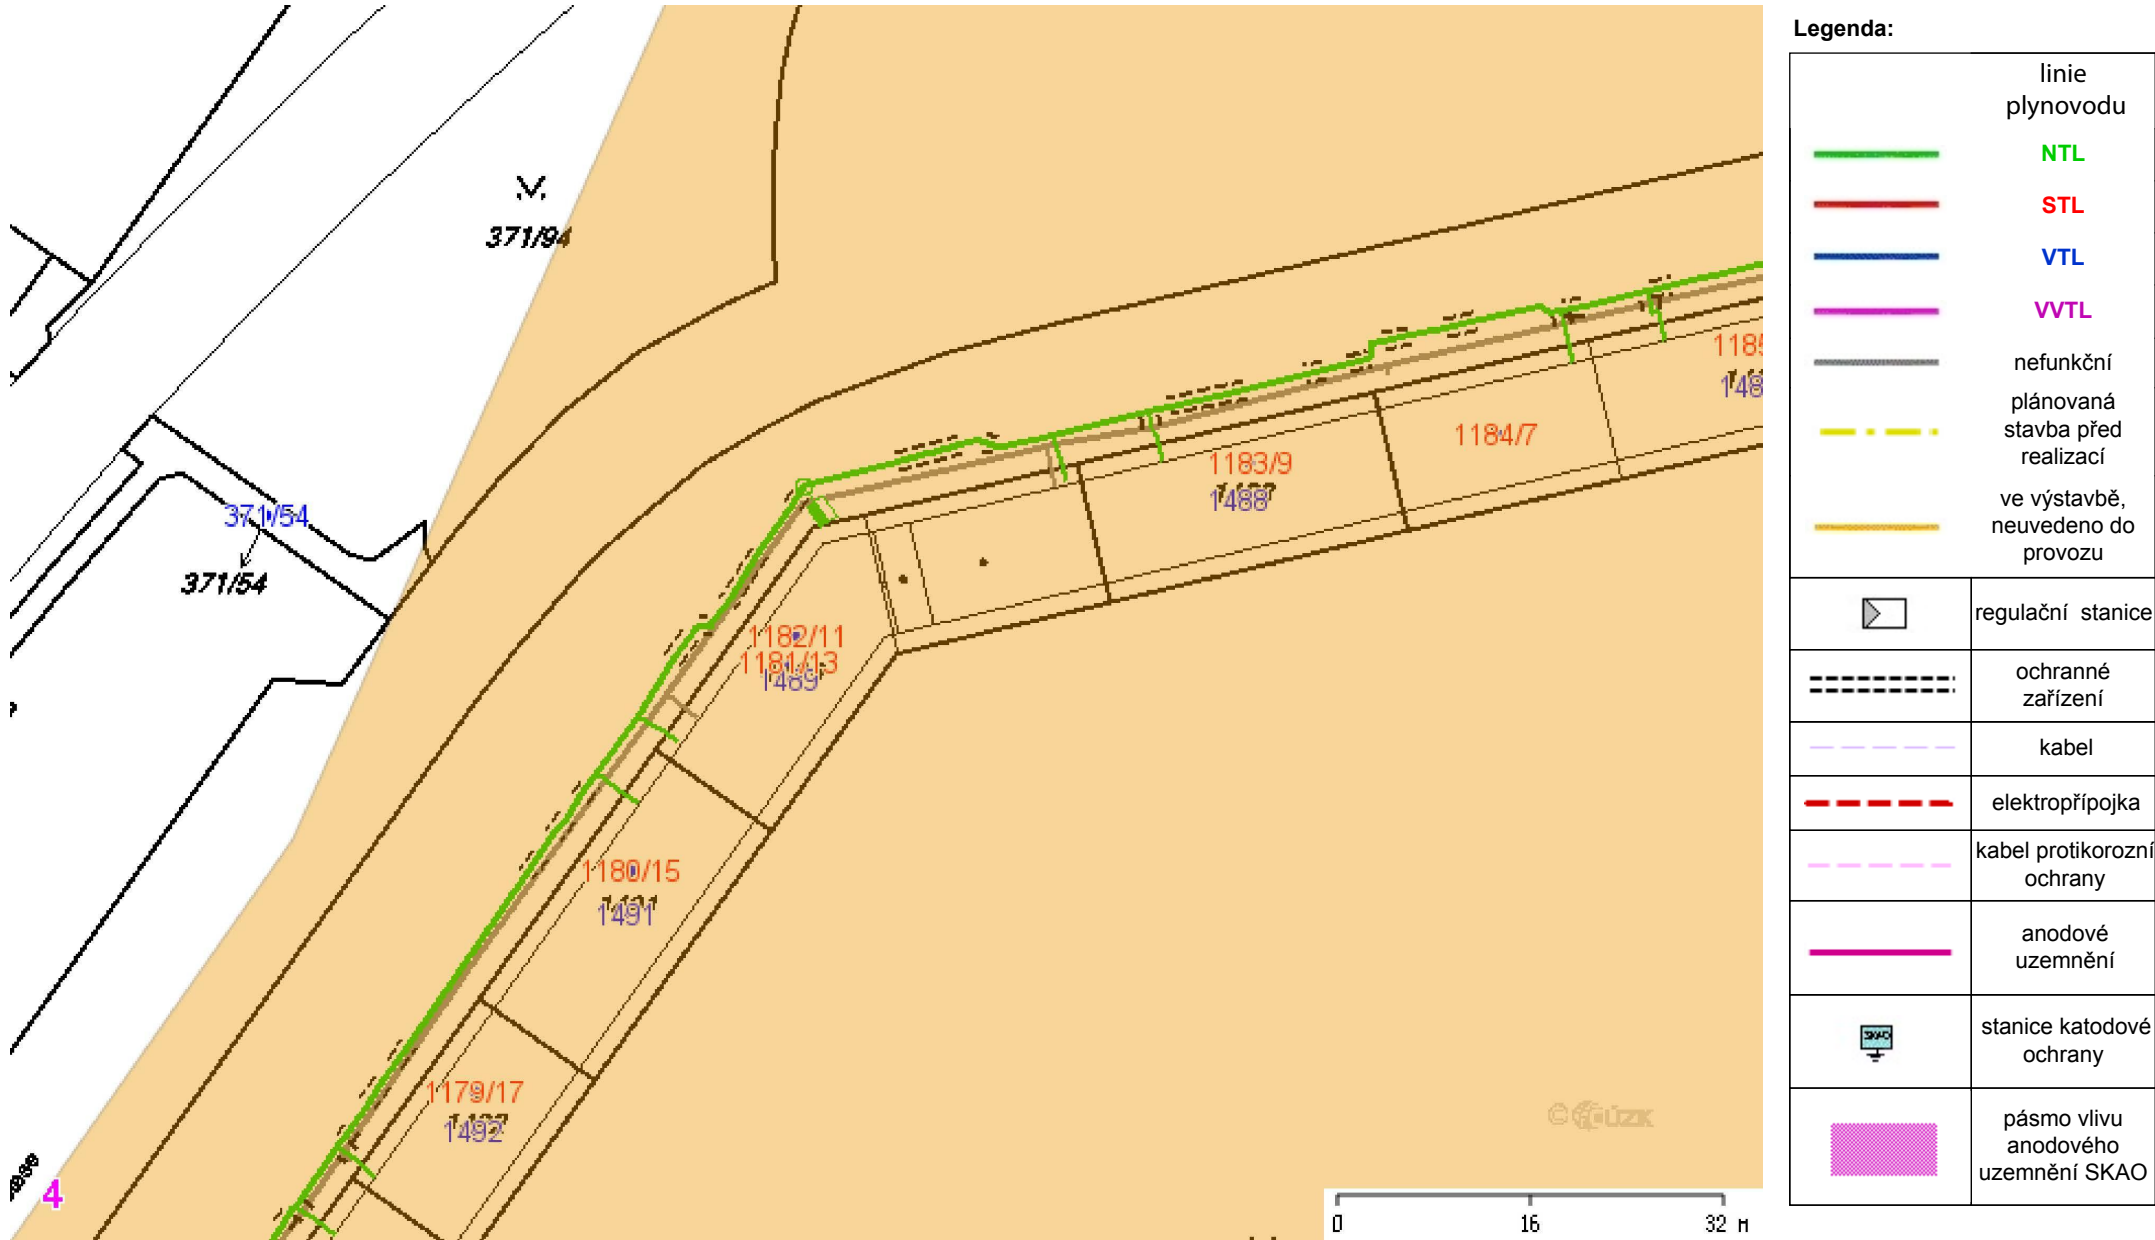 Legenda:
linie
plynovodu
NTL
STL
VTL
VVTL
nefunkční
plánovaná
stavba před
realizací
ve výstavbě,
neuvedeno do
provozu
regulační stanice
ochranné
zařízení
kabel
elektropřípojka
kabel protikorozní
ochrany
anodové
uzemnění
SKAO
stanice katodové
ochrany
pásmo vlivu
anodového
uzemnění SKAO
371/94
371/54
371/54
1185
148
1184/7
1183/9
1488
1182/11
1181/13
1489
1180/15
1491
1179/17
1492
4
0 16 32 м